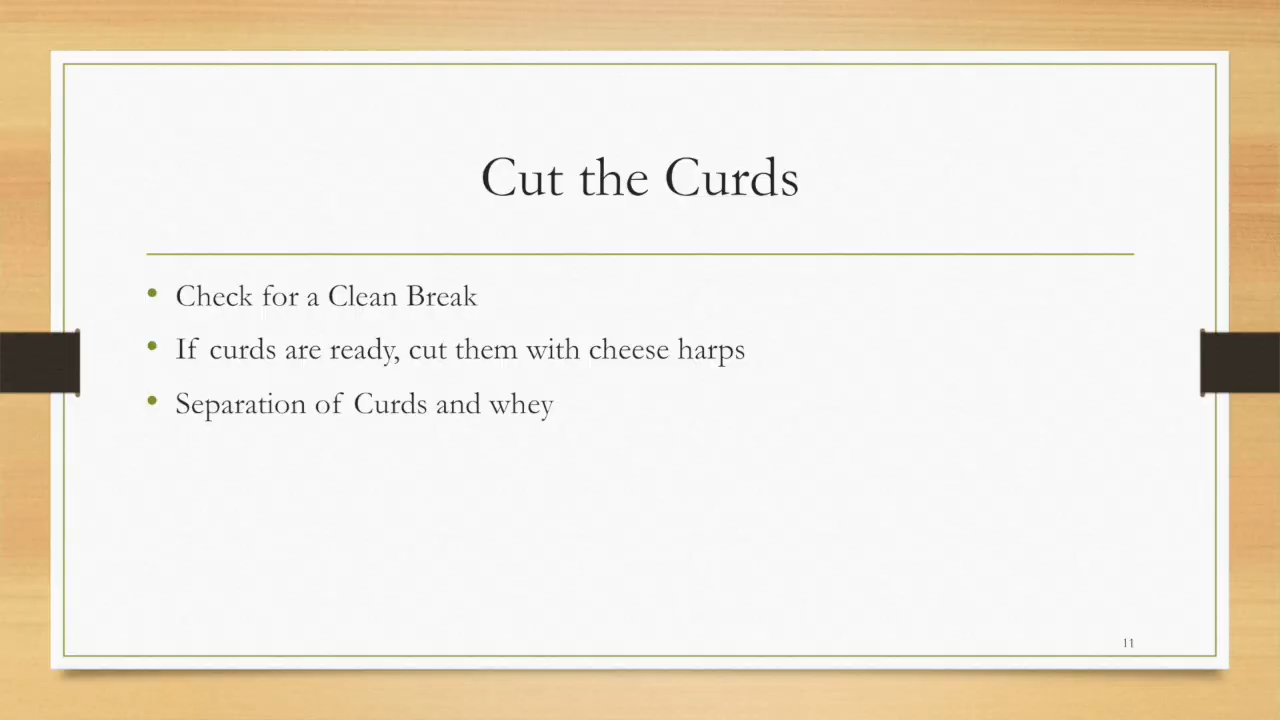 Cut the Curds
• Check for a Clean Break
• If curds are ready, cut them with cheese harps
• Separation of Curds and whey
11